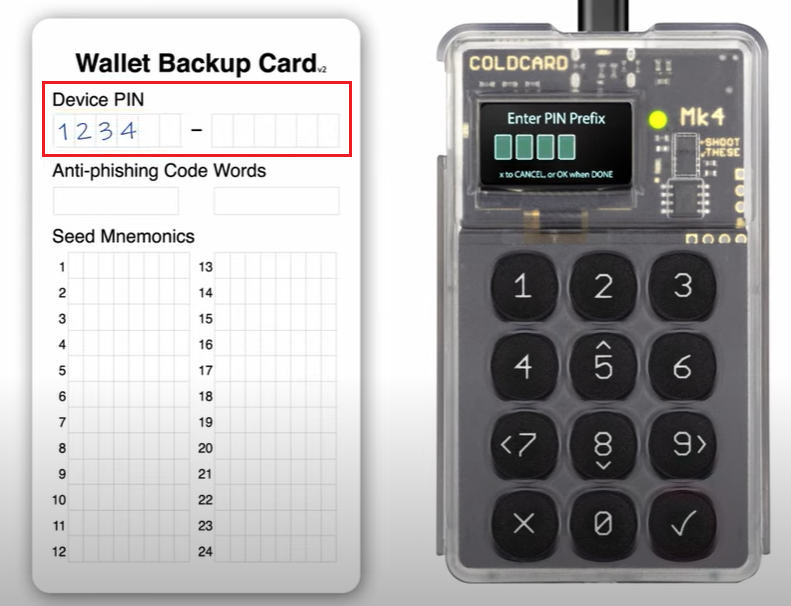 Wallet Backup Card v2
Device PIN
1234 -
Anti-phishing Code Words
Seed Mnemonics
1 13
2 14
3 15
4 16
5 17
6 18
7 19
8 20
9 21
10 22
11 23
12 24
COLDCARD
Enter PIN Prefix
x to CANCEL, or OK when DONE
Mk4
SHOOT
THESE
1 2 3
4 5 6
<7 8 9>
X 0 ✓